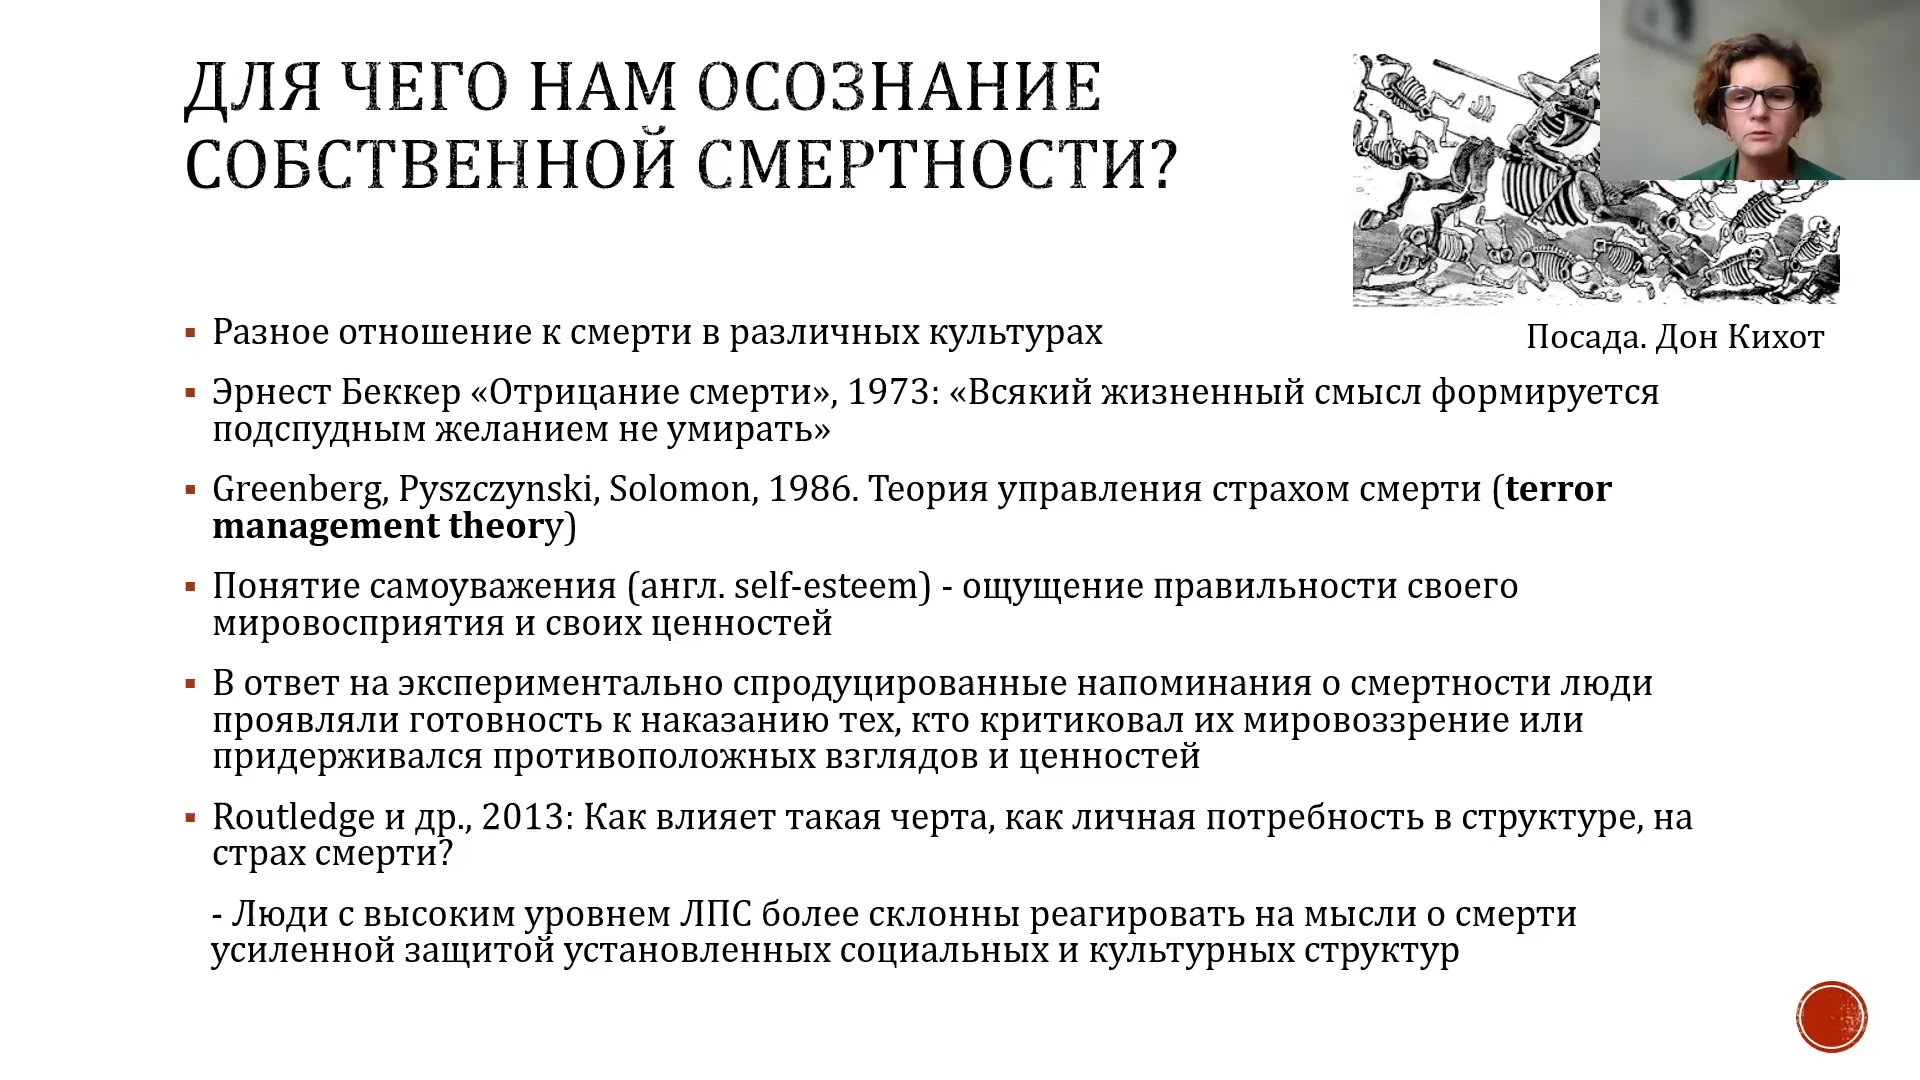 ДЛЯ ЧЕГО НАМ ОСОЗНАНИЕ
СОБСТВЕННОЙ СМЕРТНОСТИ?
Посада. Дон Кихот
▪ Разное отношение к смерти в различных культурах
▪ Эрнест Беккер «Отрицание смерти», 1973: «Всякий жизненный смысл формируется
подспудным желанием не умирать»
▪ Greenberg, Pyszczynski, Solomon, 1986. Теория управления страхом смерти (terror
management theory)
▪ Понятие самоуважения (англ. self-esteem) - ощущение правильности своего
мировосприятия и своих ценностей
▪ В ответ на экспериментально спродуцированные напоминания о смертности люди
проявляли готовность к наказанию тех, кто критиковал их мировоззрение или
придерживался противоположных взглядов и ценностей
▪ Routledge и др., 2013: Как влияет такая черта, как личная потребность в структуре, на
страх смерти?
- Люди с высоким уровнем ЛПС более склонны реагировать на мысли о смерти
усиленной защитой установленных социальных и культурных структур